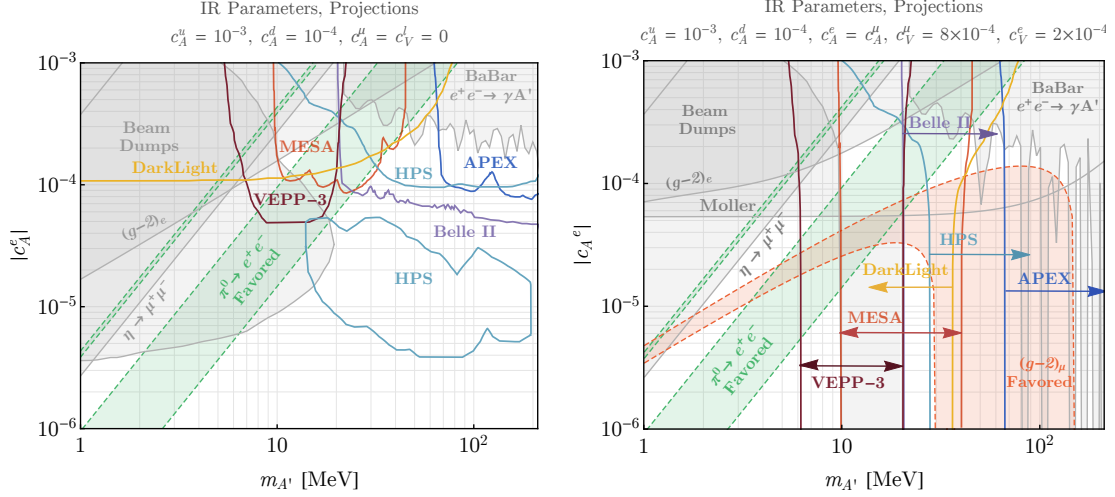 IR Parameters, Projections
c_A^u = 10^-3, c_A^d = 10^-4, c_A^μ = c_V^l = 0
10^-3
10^-4
10^-5
10^-6
|c_A^e|
1
10
10^2
m_A' [MeV]
Beam
Dumps
BaBar
e^+ e^- → γA'
DarkLight
MESA
HPS
APEX
VEPP-3
(g-2)_e
Belle II
η → μ^+ μ^-
π^0 → e^+ e^-
Favored
HPS
IR Parameters, Projections
c_A^u = 10^-3, c_A^d = 10^-4, c_A^e = c_A^μ, c_V^μ = 8×10^-4, c_V^e = 2×10^-4
10^-3
10^-4
10^-5
10^-6
|c_A^e|
1
10
10^2
m_A' [MeV]
Beam
Dumps
BaBar
e^+ e^- → γA'
Belle II
(g-2)_e
Moller
η → μ^+ μ^-
HPS
DarkLight
APEX
MESA
π^0 → e^+ e^-
Favored
VEPP-3
(g-2)_μ
Favored